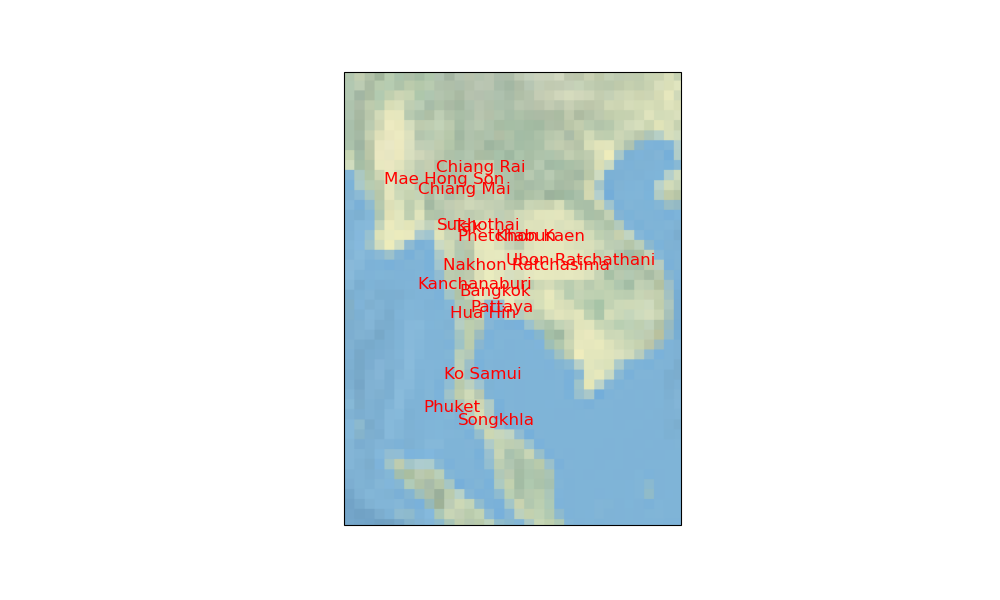 Chiang Rai
Mae Hong Son
Chiang Mai
Sukhothai
Tak
Phetchabun
Khon Kaen
Ubon Ratchathani
Nakhon Ratchasima
Kanchanaburi
Bangkok
Pattaya
Hua Hin
Ko Samui
Phuket
Songkhla